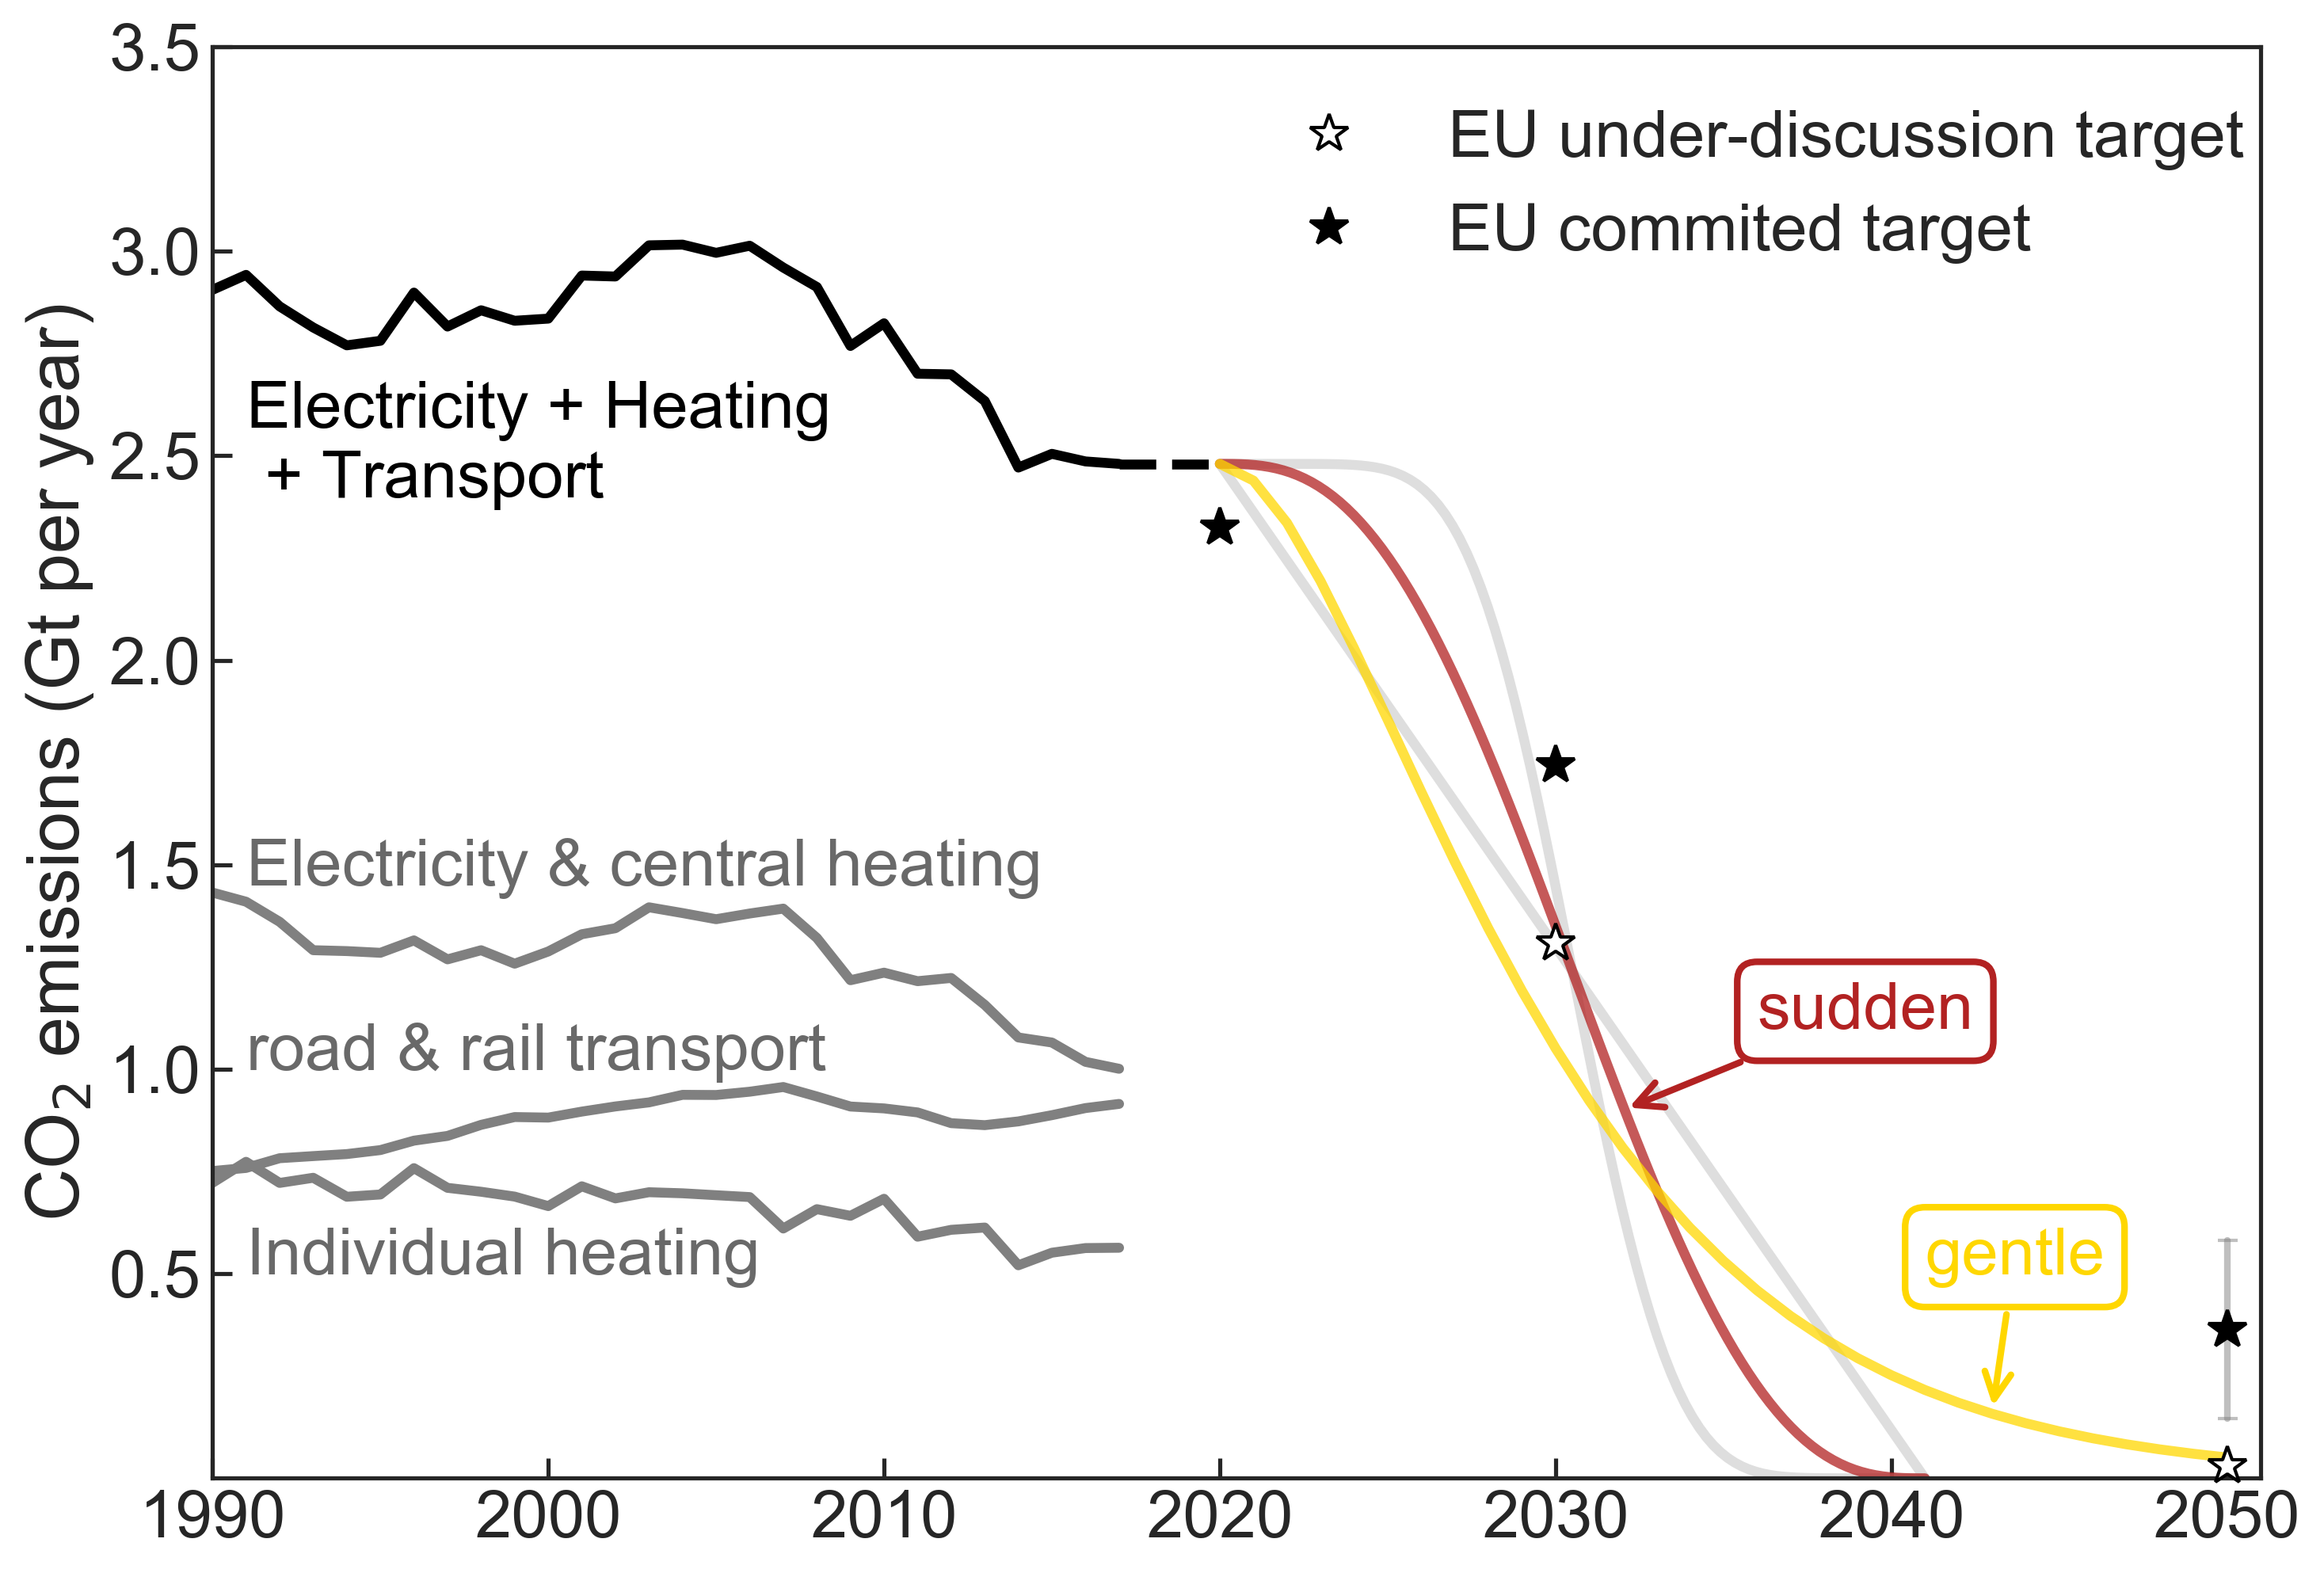 3.5
3.0
2.5
2.0
1.5
1.0
0.5
CO2 emissions (Gt per year)
EU under-discussion target
EU commited target
Electricity + Heating
+ Transport
Electricity & central heating
road & rail transport
Individual heating
sudden
gentle
1990 2000 2010 2020 2030 2040 2050